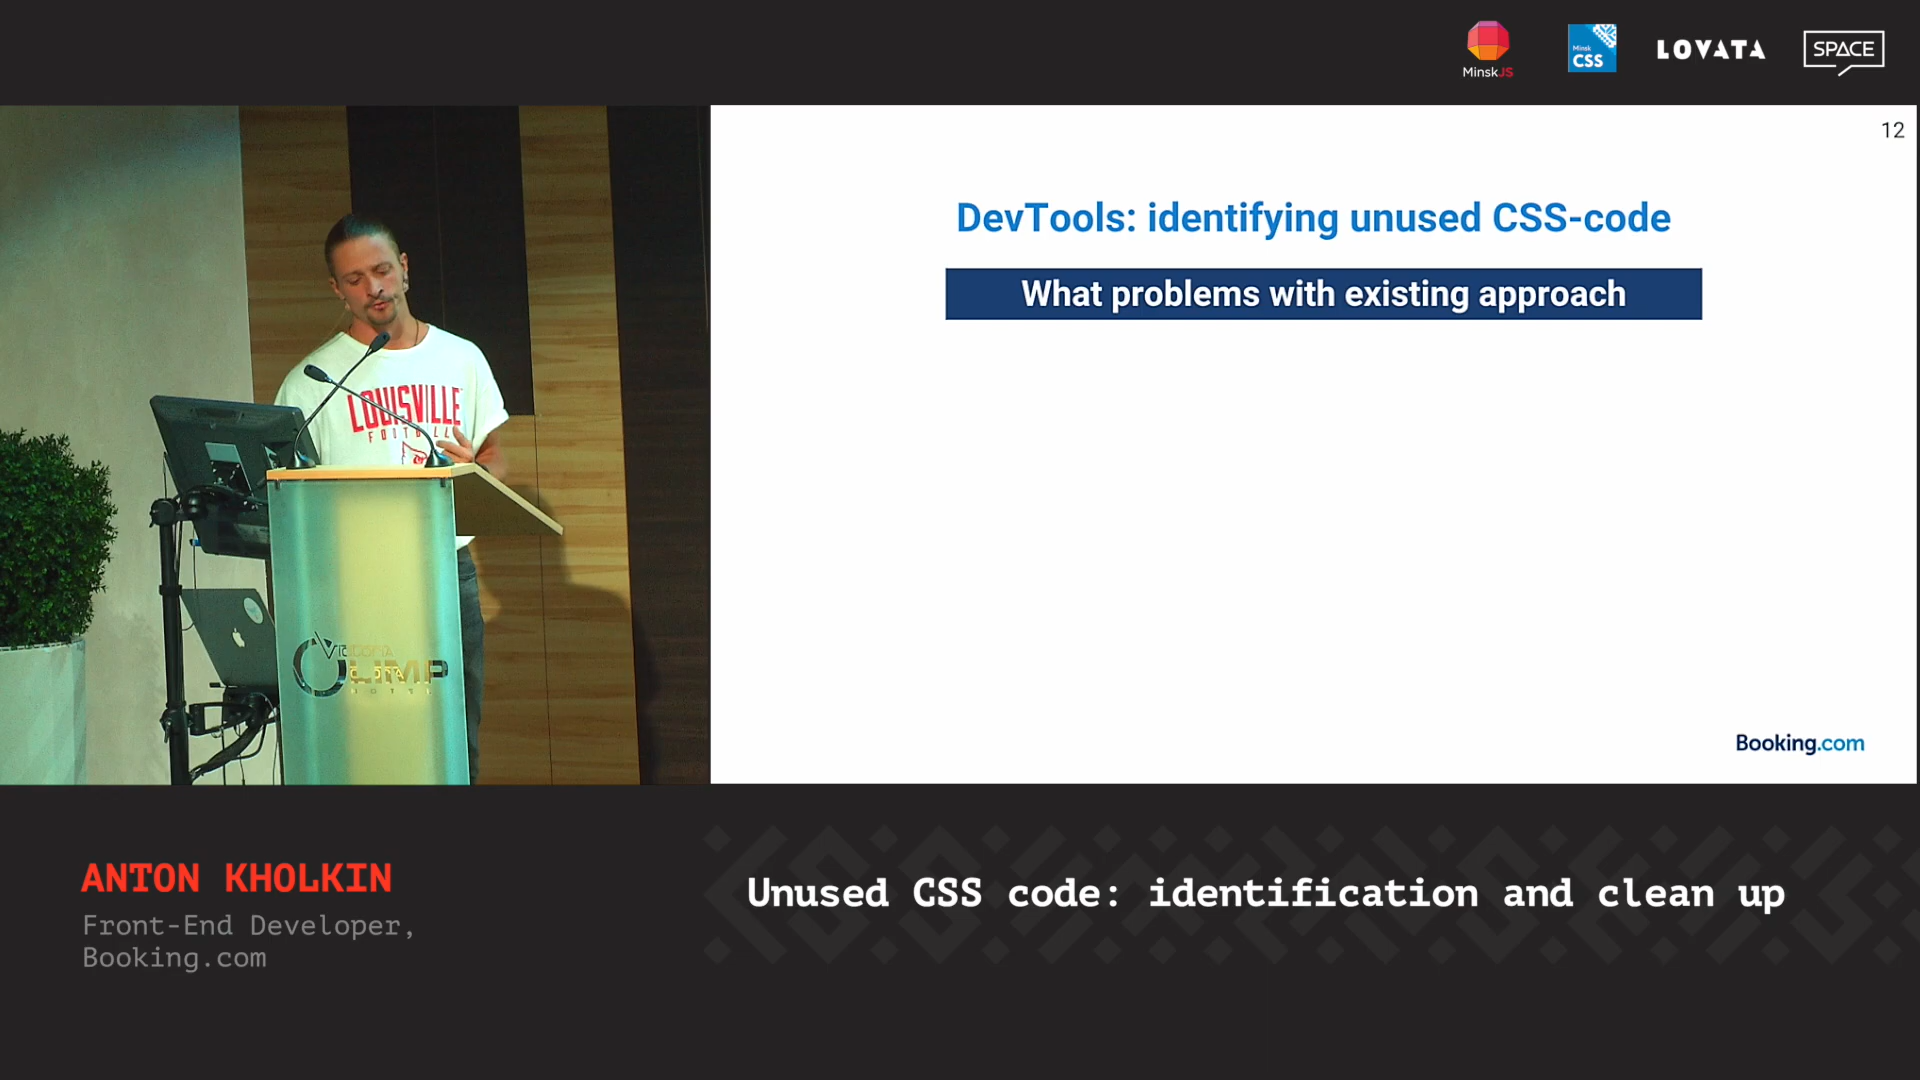 MinskJS
Minsk
CSS
LOVATA
SPACE
12
DevTools: identifying unused CSS-code
What problems with existing approach
LOUISVILLE
Booking.com
ANTON KHOLKIN
Front-End Developer,
Booking.com
Unused CSS code: identification and clean up